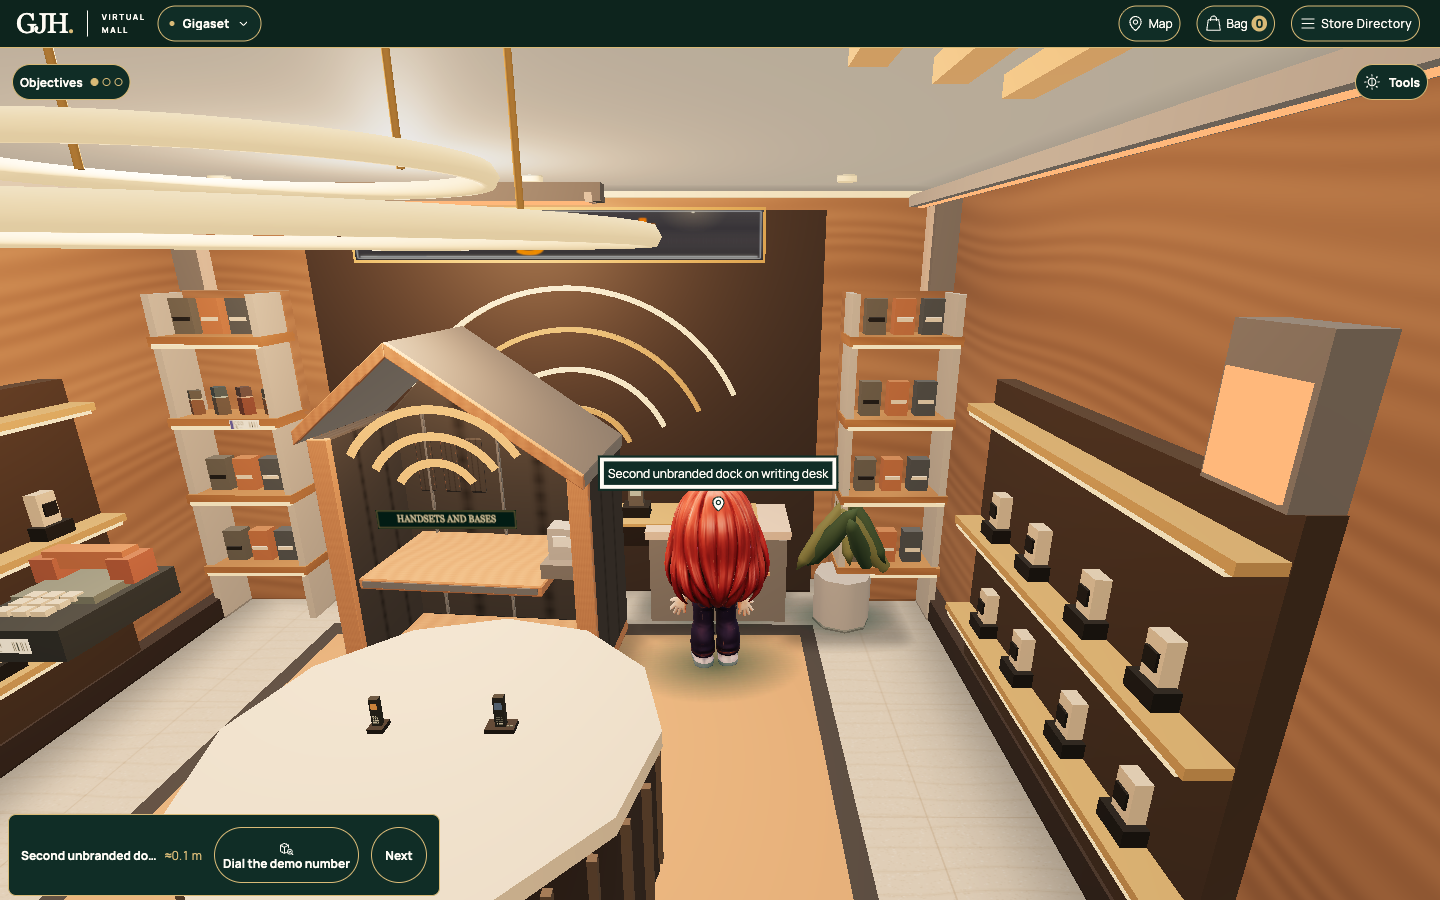 GJH.
VIRTUAL
MALL
Gigaset
Map
Bag 0
Store Directory
Objectives
Tools
Second unbranded dock on writing desk
HANDSETS AND BASES
Second unbranded do...
≈0.1 m
Dial the demo number
Next